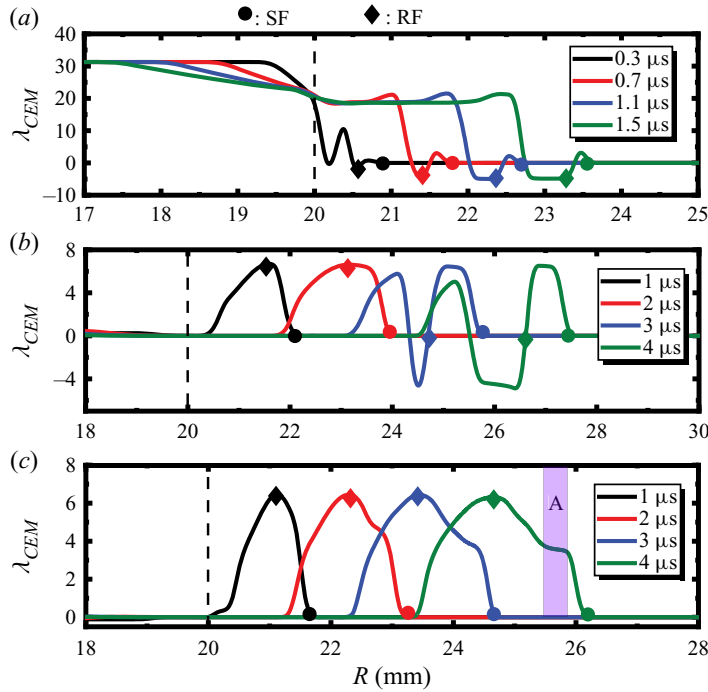 (a)
● : SF ◆ : RF
40
30
20
10
0
−10
λCEM
0.3 μs
0.7 μs
1.1 μs
1.5 μs
17 18 19 20 21 22 23 24 25
(b)
8
4
0
−4
λCEM
1 μs
2 μs
3 μs
4 μs
18 20 22 24 26 28 30
(c)
8
6
4
2
0
λCEM
A
1 μs
2 μs
3 μs
4 μs
18 20 22 24 26 28
R (mm)